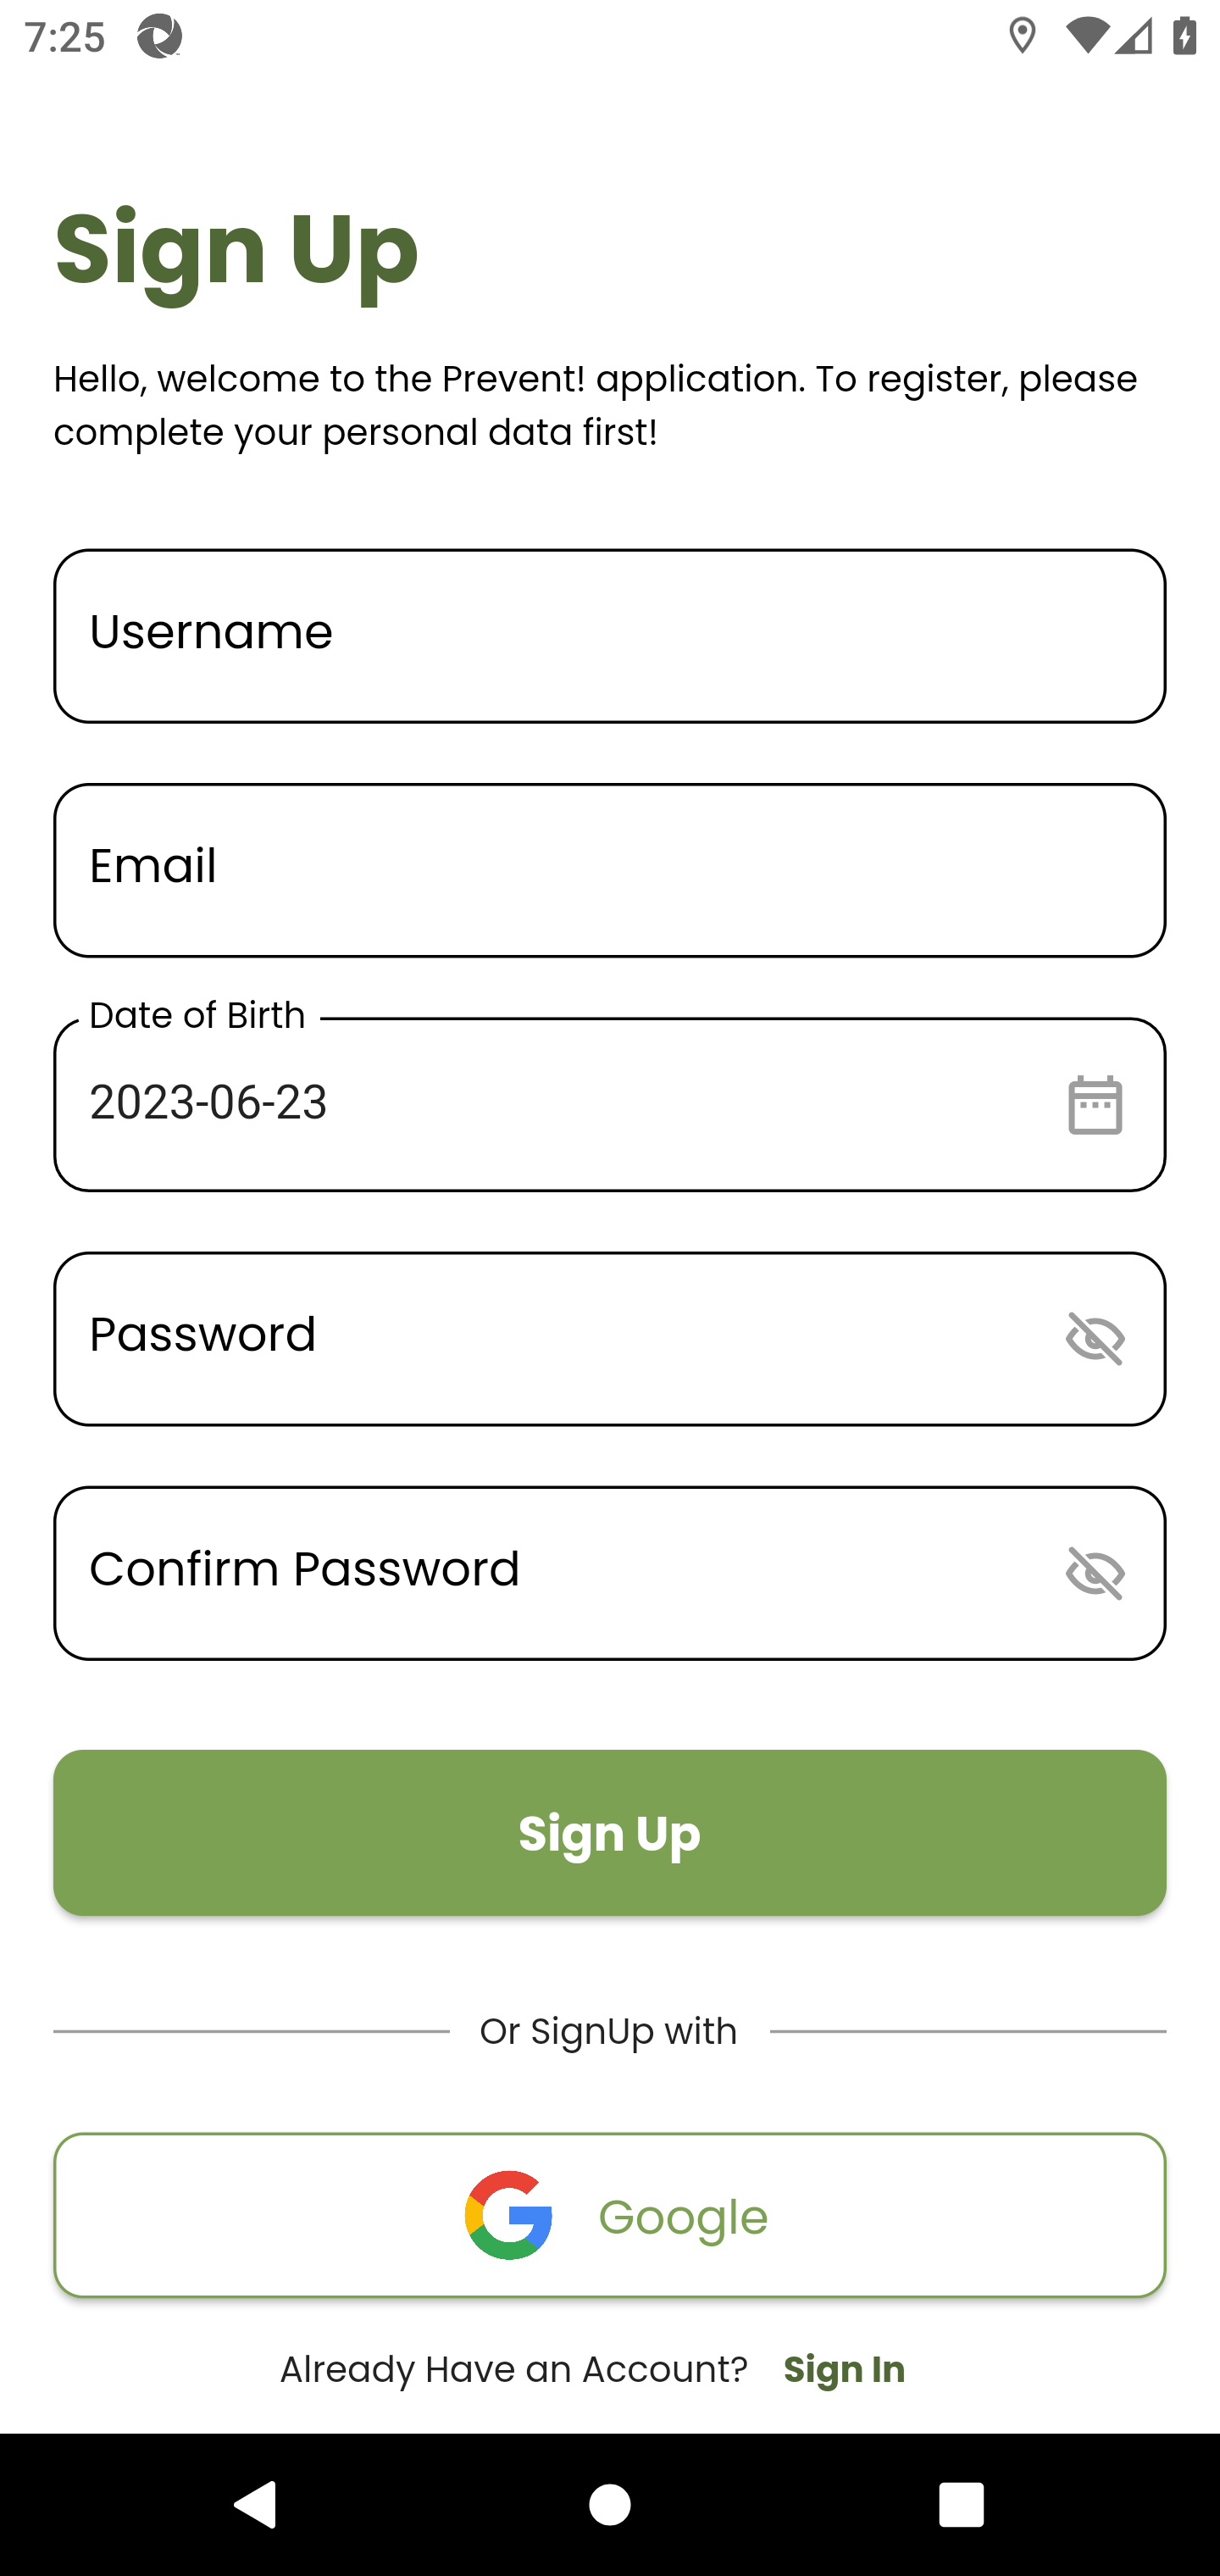 7:25
Sign Up
Hello, welcome to the Prevent! application. To register, please
complete your personal data first!
Username
Email
Date of Birth
2023-06-23
Password
Confirm Password
Sign Up
Or SignUp with
Google
Already Have an Account? Sign In